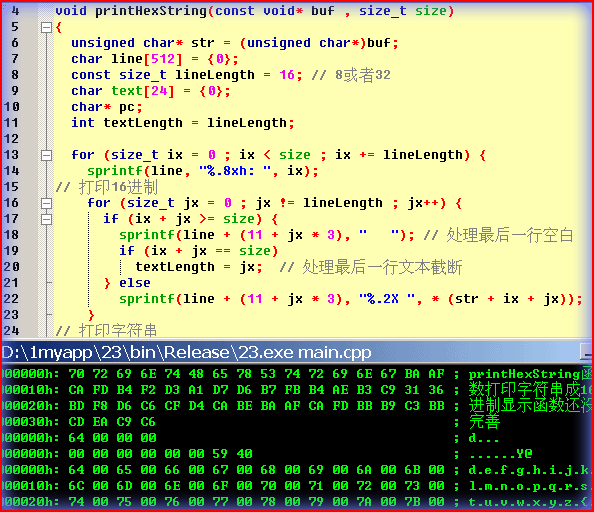 4 void printHexString(const void* buf , size_t size)
5 {
6 unsigned char* str = (unsigned char*)buf;
7 char line[512] = {0};
8 const size_t lineLength = 16; // 8或者32
9 char text[24] = {0};
10 char* pc;
11 int textLength = lineLength;
12
13 for (size_t ix = 0 ; ix < size ; ix += lineLength) {
14 sprintf(line, "%.8xh: ", ix);
15 // 打印16进制
16 for (size_t jx = 0 ; jx != lineLength ; jx++) {
17 if (ix + jx >= size) {
18 sprintf(line + (11 + jx * 3), "   "); // 处理最后一行空白
19 if (ix + jx == size)
20 textLength = jx;  // 处理最后一行文本截断
21 } else
22 sprintf(line + (11 + jx * 3), "%.2X ", * (str + ix + jx));
23 }
24 // 打印字符串
D:\1myapp\23\bin\Release\23.exe main.cpp
000000h: 70 72 69 6E 74 48 65 78 53 74 72 69 6E 67 BA AF ; printHexString函
000010h: CA FD B4 F2 D3 A1 D7 D6 B7 FB B4 AE B3 C9 31 36 ; 数打印字符串成16
000020h: BD F8 D6 C6 CF D4 CA BE BA AF CA FD BB B9 C3 BB ; 进制显示函数还没
000030h: CD EA C9 C6 ; 完善
000000h: 64 00 00 00 ; d...
000000h: 00 00 00 00 00 00 59 40 ; ......Y@
000000h: 64 00 65 00 66 00 67 00 68 00 69 00 6A 00 6B 00 ; d.e.f.g.h.i.j.k.
000010h: 6C 00 6D 00 6E 00 6F 00 70 00 71 00 72 00 73 00 ; l.m.n.o.p.q.r.s.
000020h: 74 00 75 00 76 00 77 00 78 00 79 00 7A 00 7B 00 ; t.u.v.w.x.y.z.{.